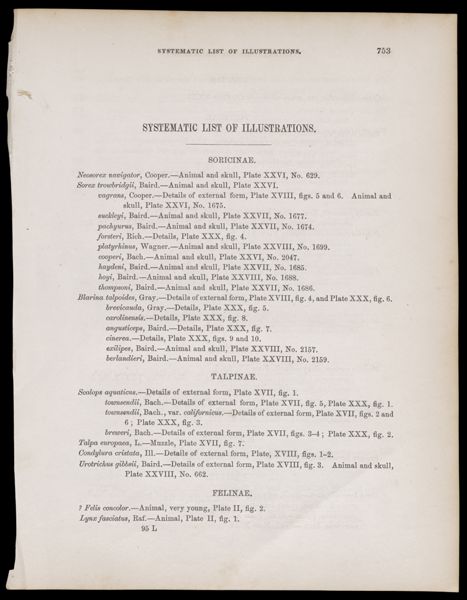 SYSTEMATIC LIST OF ILLUSTRATIONS. 753
SYSTEMATIC LIST OF ILLUSTRATIONS.
SORICINAE.
Neosorex navigator, Cooper.—Animal and skull, Plate XXVI, No. 629.
Sorex trowbridgii, Baird.—Animal and skull, Plate XXVI.
vagrans, Cooper.—Details of external form, Plate XVIII, figs. 5 and 6. Animal and
skull, Plate XXVI, No. 1675.
suckleyi, Baird.—Animal and skull, Plate XXVII, No. 1677.
pachyurus, Baird.—Animal and skull, Plate XXVII, No. 1674.
forsteri, Rich.—Details, Plate XXX, fig. 4.
platyrhinus, Wagner.—Animal and skull, Plate XXVIII, No. 1699.
cooperi, Bach.—Animal and skull, Plate XXVI, No. 2047.
haydeni, Baird.—Animal and skull, Plate XXVII, No. 1685.
hoyi, Baird.—Animal and skull, Plate XXVIII, No. 1688.
thompsoni, Baird.—Animal and skull, Plate XXVII, No. 1686.
Blarina talpoides, Gray.—Details of external form, Plate XVIII, fig. 4, and Plate XXX, fig. 6.
brevicauda, Gray.—Details, Plate XXX, fig. 5.
carolinensis.—Details, Plate XXX, fig. 8.
angusticeps, Baird.—Details, Plate XXX, fig. 7.
cinerea.—Details, Plate XXX, figs. 9 and 10.
exilipes, Baird.—Animal and skull, Plate XXVIII, No. 2157.
berlandieri, Baird.—Animal and skull, Plate XXVIII, No. 2159.
TALPINAE.
Scalops aquaticus.—Details of external form, Plate XVII, fig. 1.
townsendii, Bach.—Details of external form, Plate XVII, fig. 5, Plate XXX, fig. 1.
townsendii, Bach., var. californicus.—Details of external form, Plate XVII, figs. 2 and
6; Plate XXX, fig. 3.
breweri, Bach.—Details of external form, Plate XVII, figs. 3-4; Plate XXX, fig. 2.
Talpa europaea, L.—Muzzle, Plate XVII, fig. 7.
Condylura cristata, Ill.—Details of external form, Plate, XVIII, figs. 1-2.
Urotrichus gibbsii, Baird.—Details of external form, Plate XVIII, fig. 3. Animal and skull,
Plate XXVIII, No. 662.
FELINAE.
? Felis concolor.—Animal, very young, Plate II, fig. 2.
Lynx fasciatus, Raf.—Animal, Plate II, fig. 1.
95 L